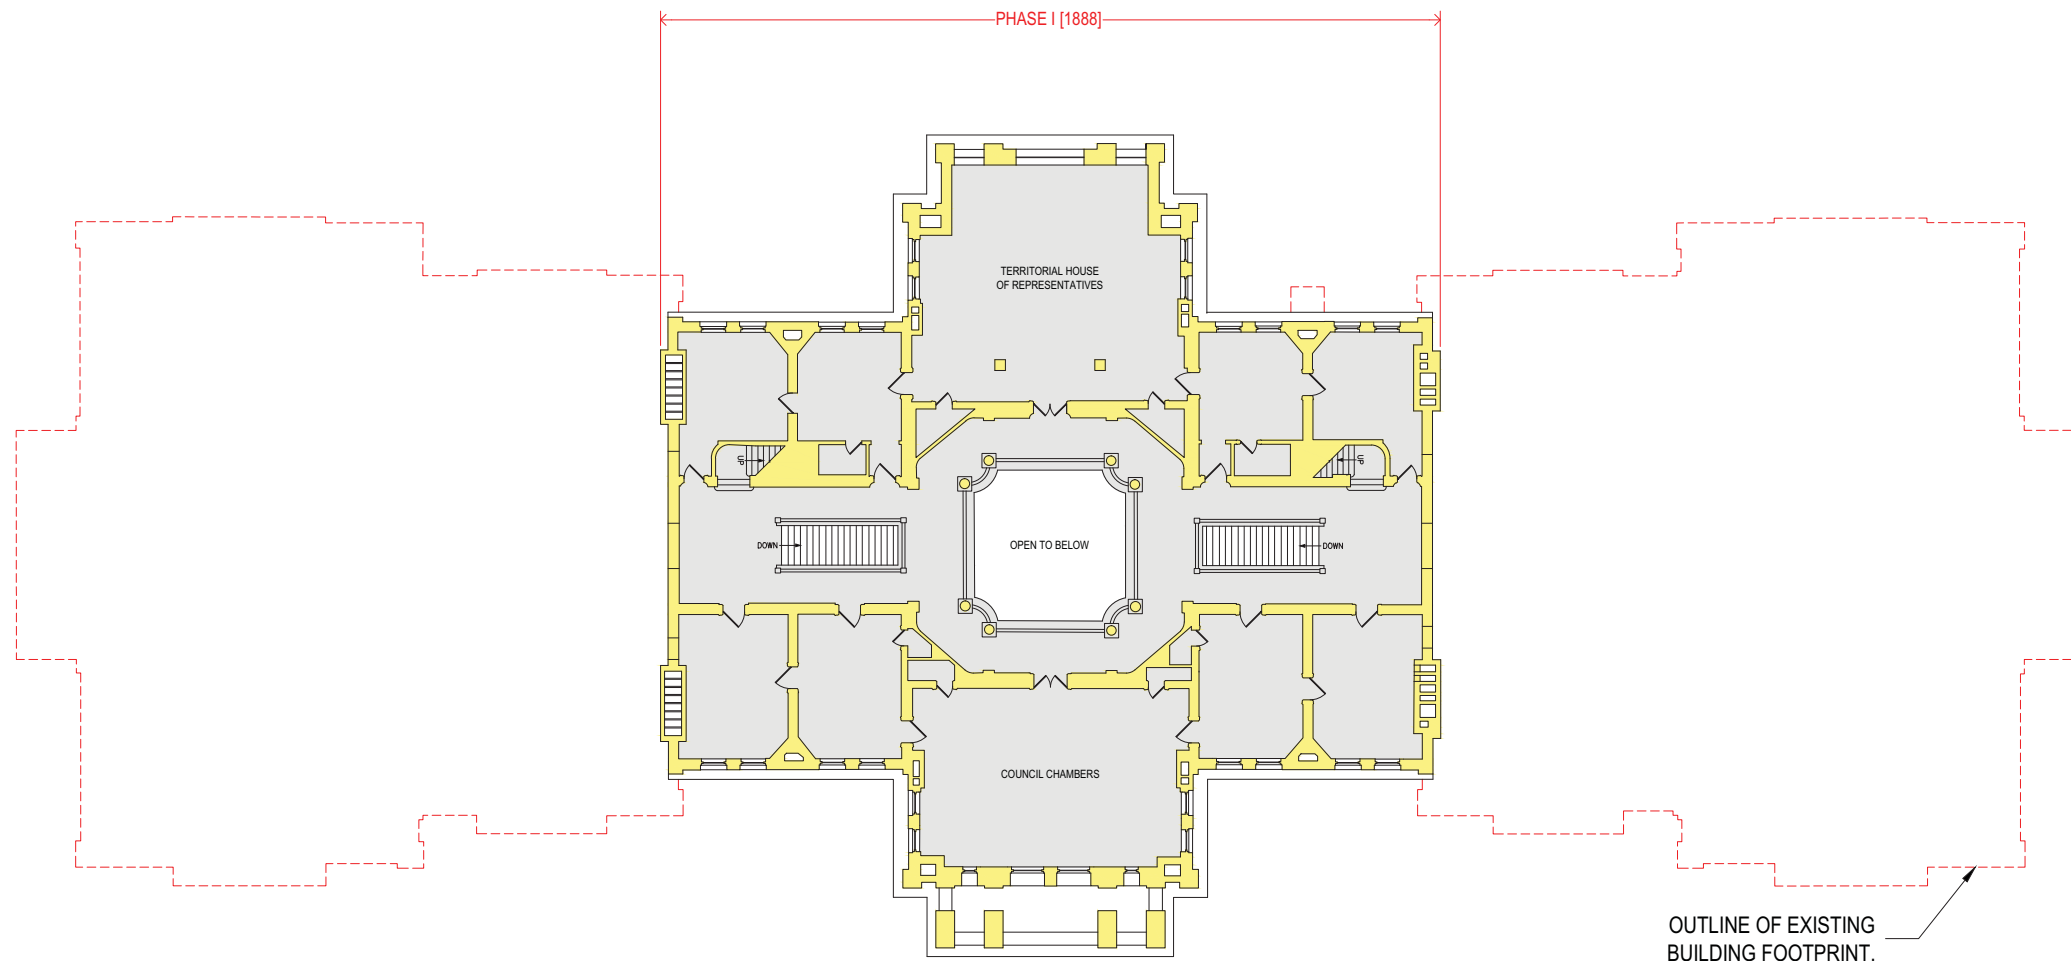 PHASE I [1888]
TERRITORIAL HOUSE
OF REPRESENTATIVES
UP
UP
DOWN
OPEN TO BELOW
DOWN
COUNCIL CHAMBERS
OUTLINE OF EXISTING
BUILDING FOOTPRINT.